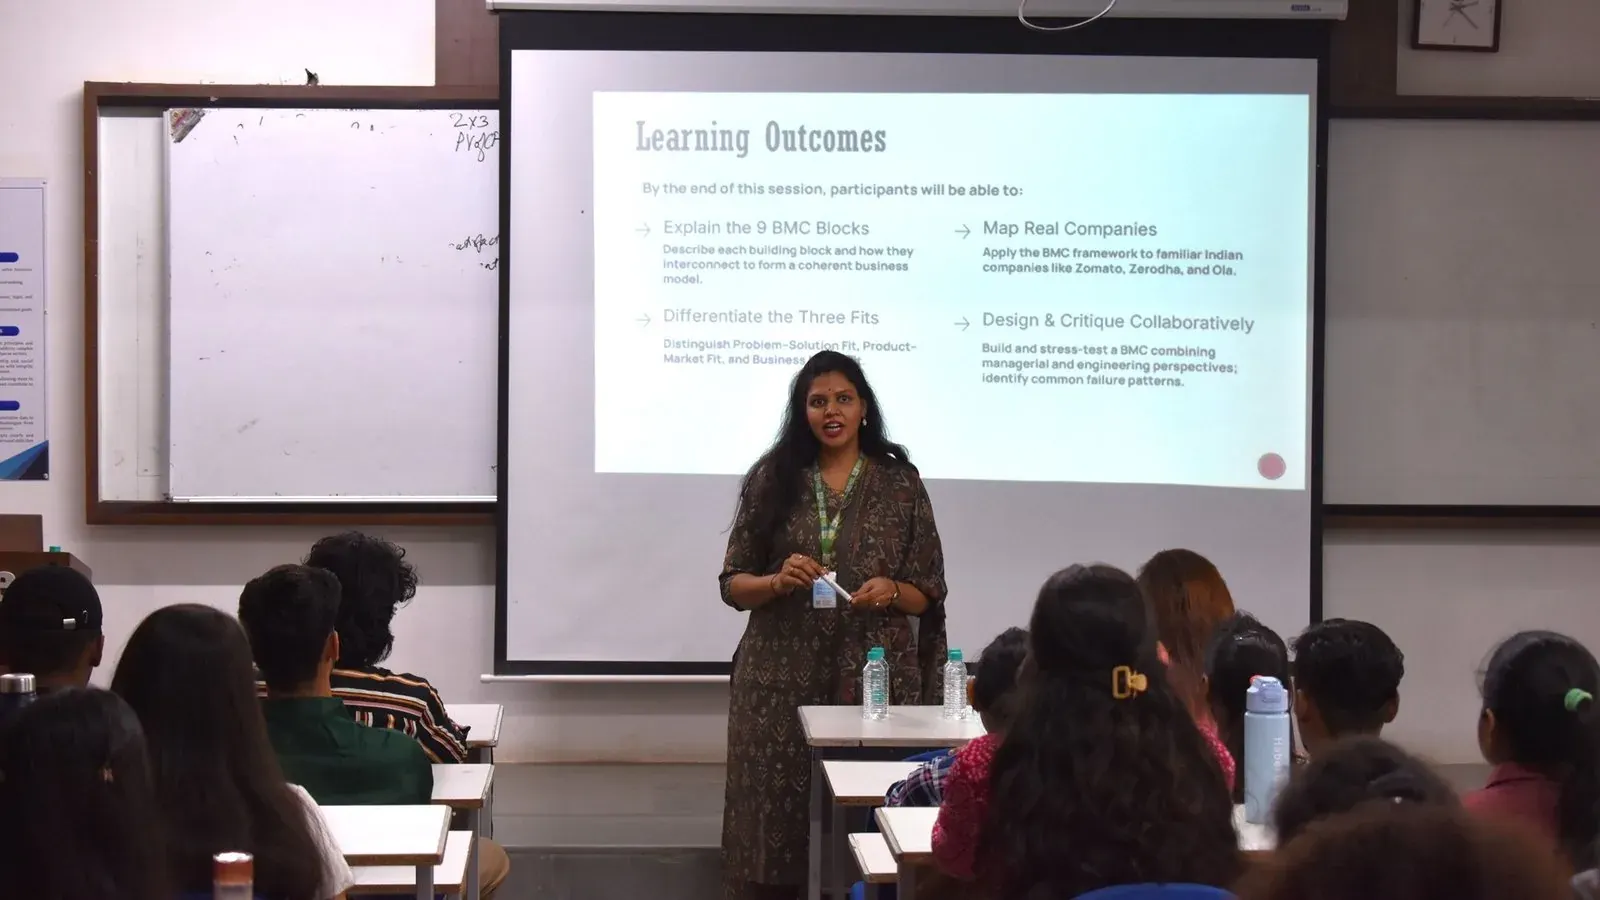 2x3
Learning Outcomes
By the end of this session, participants will be able to:
Explain the 9 BMC Blocks
Describe each building block and how they
interconnect to form a coherent business
model.
Differentiate the Three Fits
Distinguish Problem-Solution Fit, Product-
Market Fit, and Business
Map Real Companies
Apply the BMC framework to familiar Indian
companies like Zomato, Zerodha, and Ola.
Design & Critique Collaboratively
Build and stress-test a BMC combining
managerial and engineering perspectives;
identify common failure patterns.